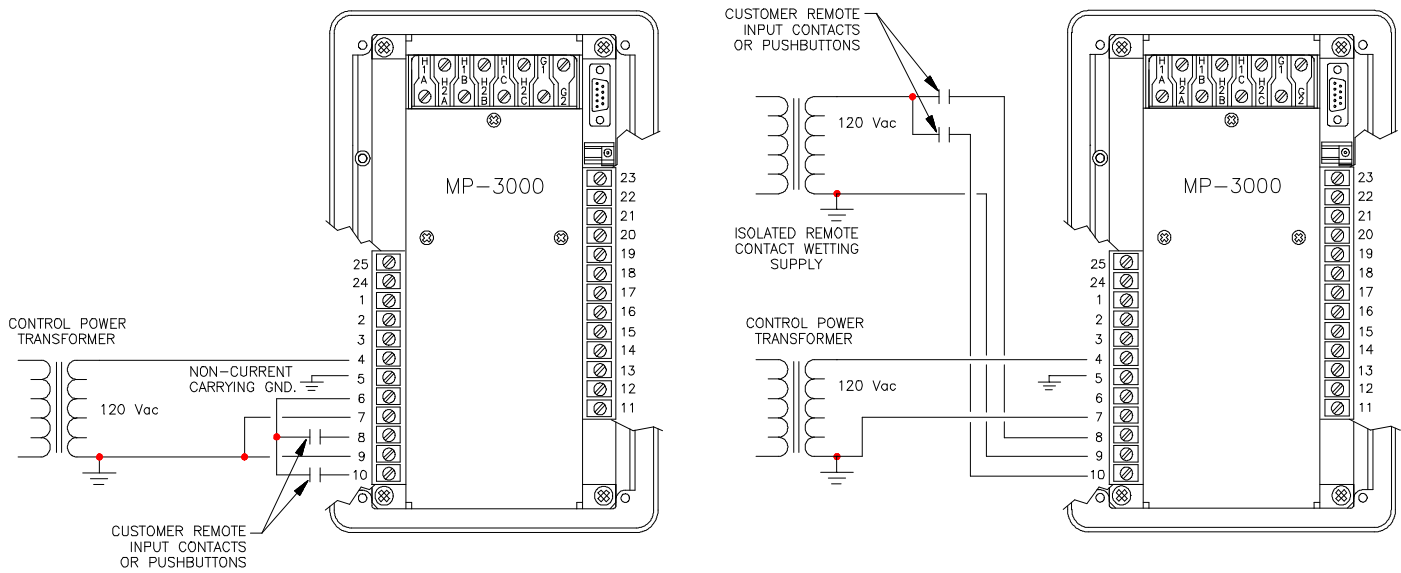 H1A H2A H1B H2B H1C H2C G1 G2
MP-3000
23
22
21
20
19
18
17
16
15
14
13
12
11
25
24
1
2
3
4
5
6
7
8
9
10
CONTROL POWER
TRANSFORMER
NON-CURRENT
CARRYING GND.
120 Vac
CUSTOMER REMOTE
INPUT CONTACTS
OR PUSHBUTTONS
CUSTOMER REMOTE
INPUT CONTACTS
OR PUSHBUTTONS
120 Vac
ISOLATED REMOTE
CONTACT WETTING
SUPPLY
CONTROL POWER
TRANSFORMER
120 Vac
H1A H2A H1B H2B H1C H2C G1 G2
MP-3000
23
22
21
20
19
18
17
16
15
14
13
12
11
25
24
1
2
3
4
5
6
7
8
9
10